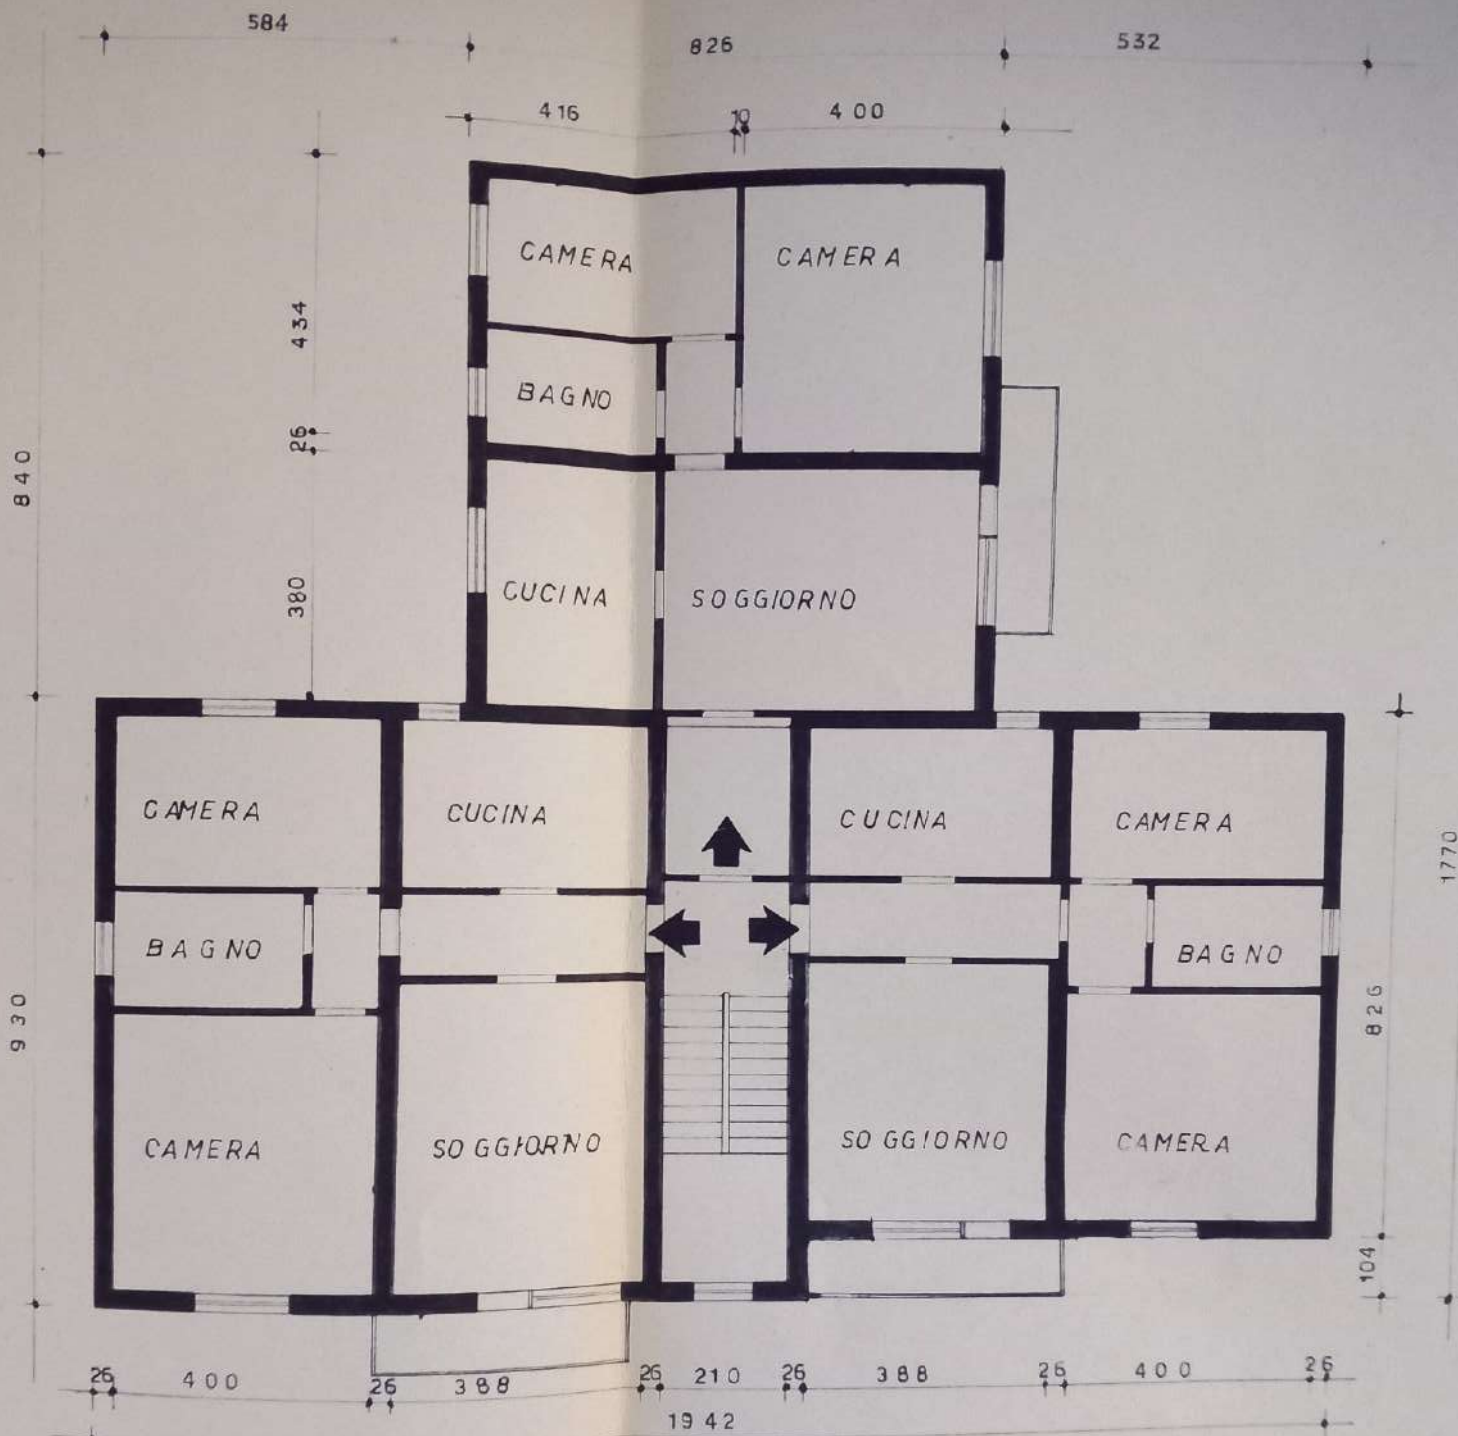 584 826 532
416 10 400
CAMERA CAMERA
434
BAGNO
26
840
380
CUCINA SOGGIORNO
CAMERA CUCINA CUCINA CAMERA
1770
BAGNO BAGNO
930
826
CAMERA SOGGIORNO SOGGIORNO CAMERA
104
26 400 26 388 26 210 26 388 26 400 26
1942